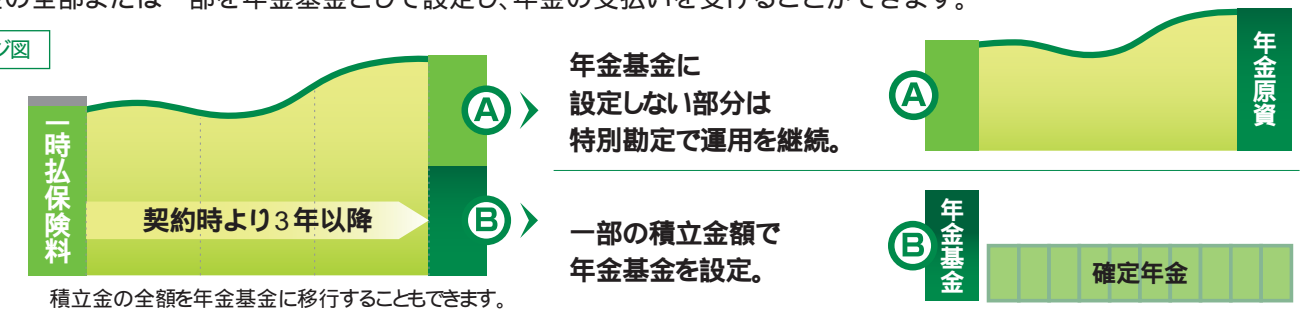 の全部または一部を年金基金として設定し、年金の支払いを受けることができます。
ジ図
一時払保険料
契約時より3年以降
A
B
積立金の全額を年金基金に移行することもできます。
年金基金に
設定しない部分は
特別勘定で運用を継続。
A
年金原資
一部の積立金額で
年金基金を設定。
B
年金基金
確定年金